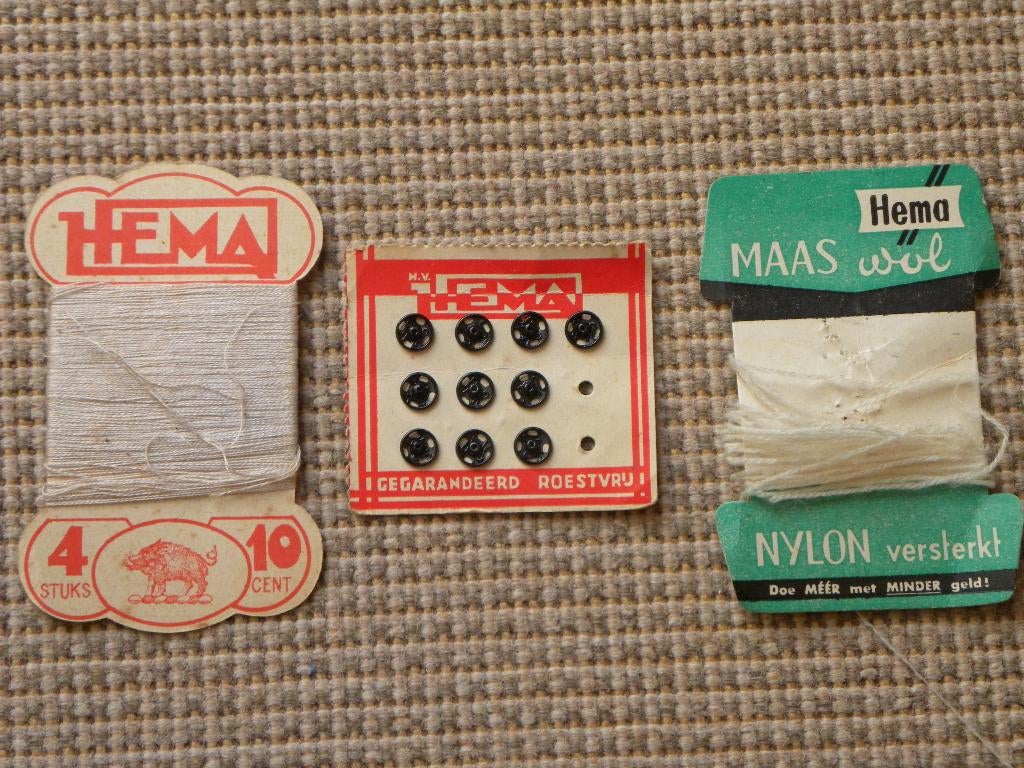 HEMA
4 STUKS
10 CENT
N.V. HEMA
GEGARANDEERD ROESTVRIJ
Hema
MAAS wol
NYLON versterkt
Doe MÉÉR met MINDER geld!